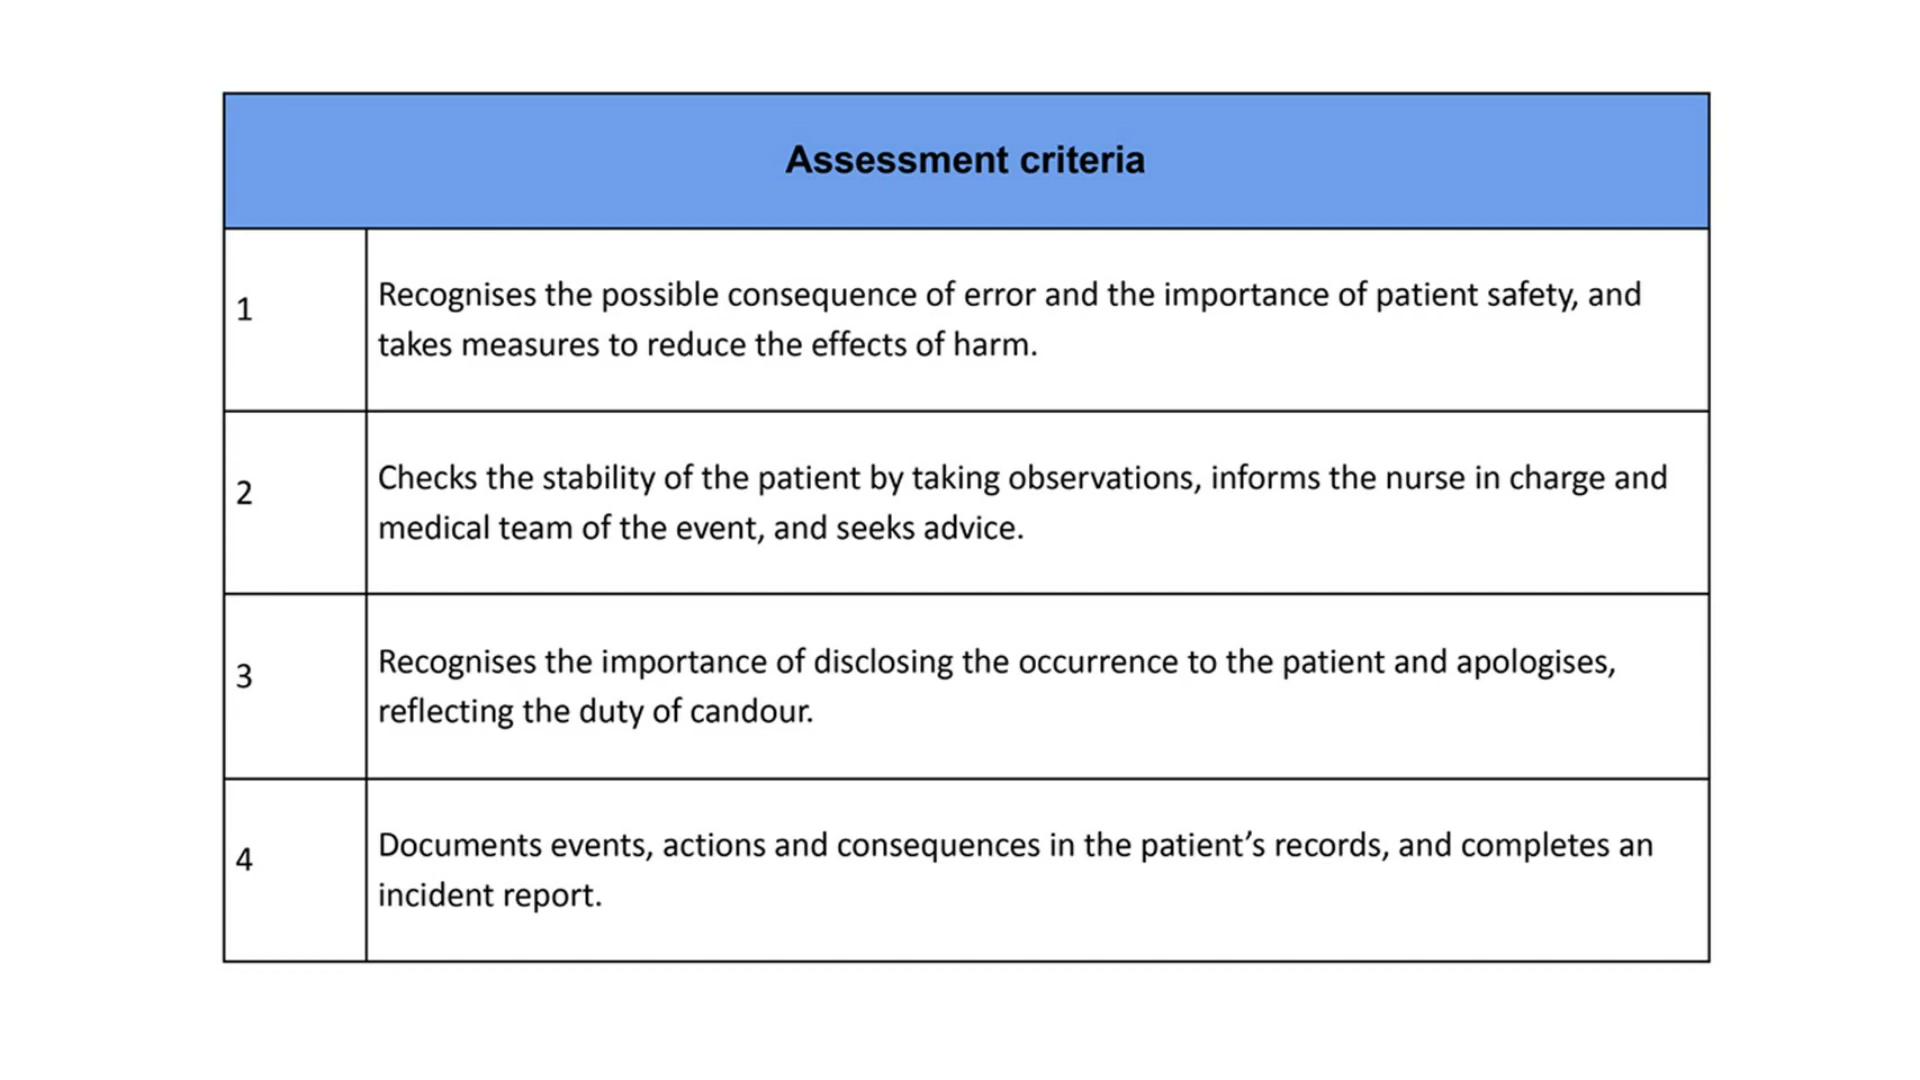 Assessment criteria
1
Recognises the possible consequence of error and the importance of patient safety, and
takes measures to reduce the effects of harm.
2
Checks the stability of the patient by taking observations, informs the nurse in charge and
medical team of the event, and seeks advice.
3
Recognises the importance of disclosing the occurrence to the patient and apologises,
reflecting the duty of candour.
4
Documents events, actions and consequences in the patient’s records, and completes an
incident report.